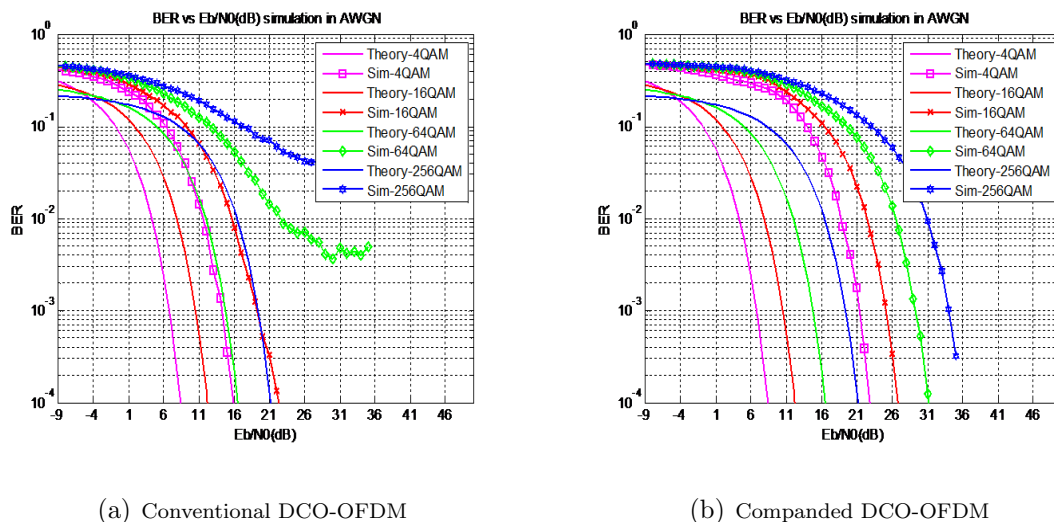 BER vs Eb/N0(dB) simulation in AWGN
10^0
10^-1
10^-2
10^-3
10^-4
BER
-9 -4 1 6 11 16 21 26 31 36 41 46
Eb/N0(dB)
Theory-4QAM
Sim-4QAM
Theory-16QAM
Sim-16QAM
Theory-64QAM
Sim-64QAM
Theory-256QAM
Sim-256QAM
(a) Conventional DCO-OFDM
BER vs Eb/N0(dB) simulation in AWGN
10^0
10^-1
10^-2
10^-3
10^-4
BER
-9 -4 1 6 11 16 21 26 31 36 41 46
Eb/N0(dB)
Theory-4QAM
Sim-4QAM
Theory-16QAM
Sim-16QAM
Theory-64QAM
Sim-64QAM
Theory-256QAM
Sim-256QAM
(b) Companded DCO-OFDM